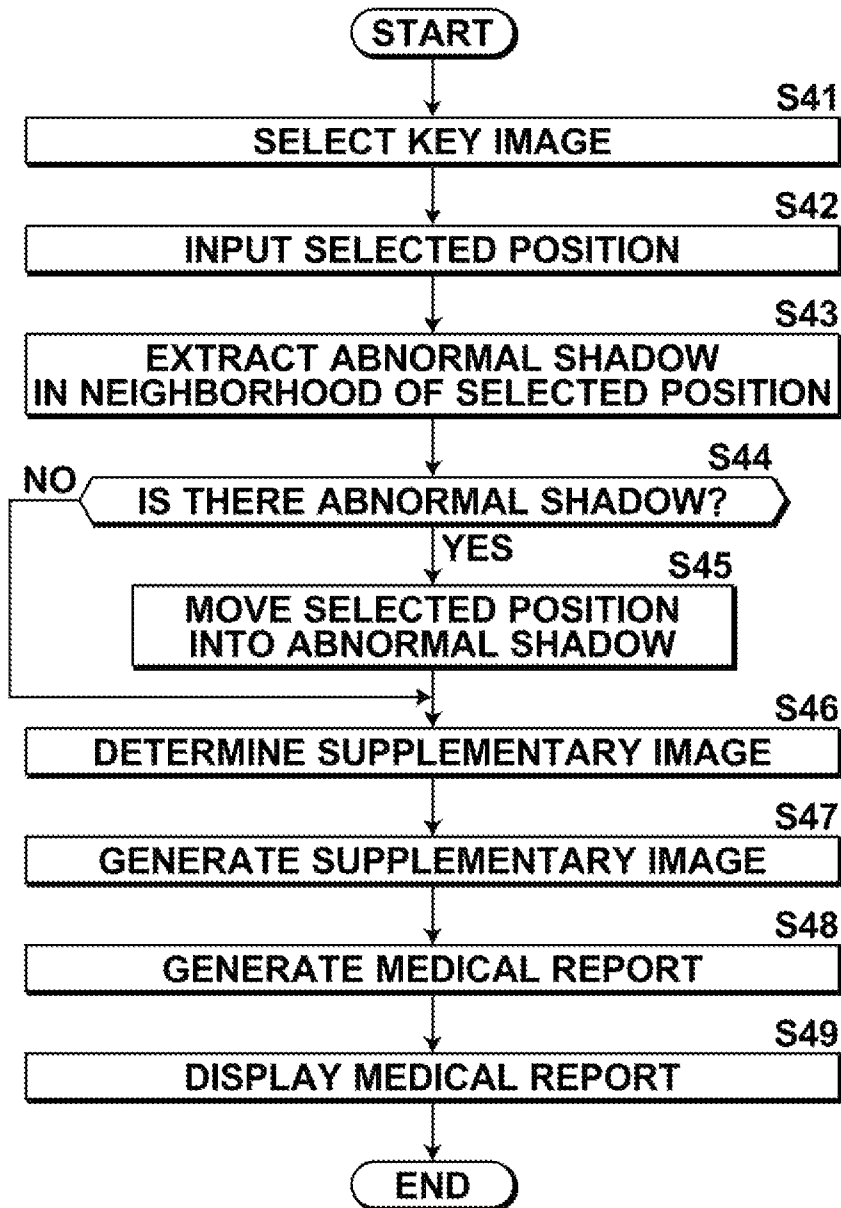 START
S41
SELECT KEY IMAGE
S42
INPUT SELECTED POSITION
S43
EXTRACT ABNORMAL SHADOW
IN NEIGHBORHOOD OF SELECTED POSITION
S44
NO
IS THERE ABNORMAL SHADOW?
YES
S45
MOVE SELECTED POSITION
INTO ABNORMAL SHADOW
S46
DETERMINE SUPPLEMENTARY IMAGE
S47
GENERATE SUPPLEMENTARY IMAGE
S48
GENERATE MEDICAL REPORT
S49
DISPLAY MEDICAL REPORT
END